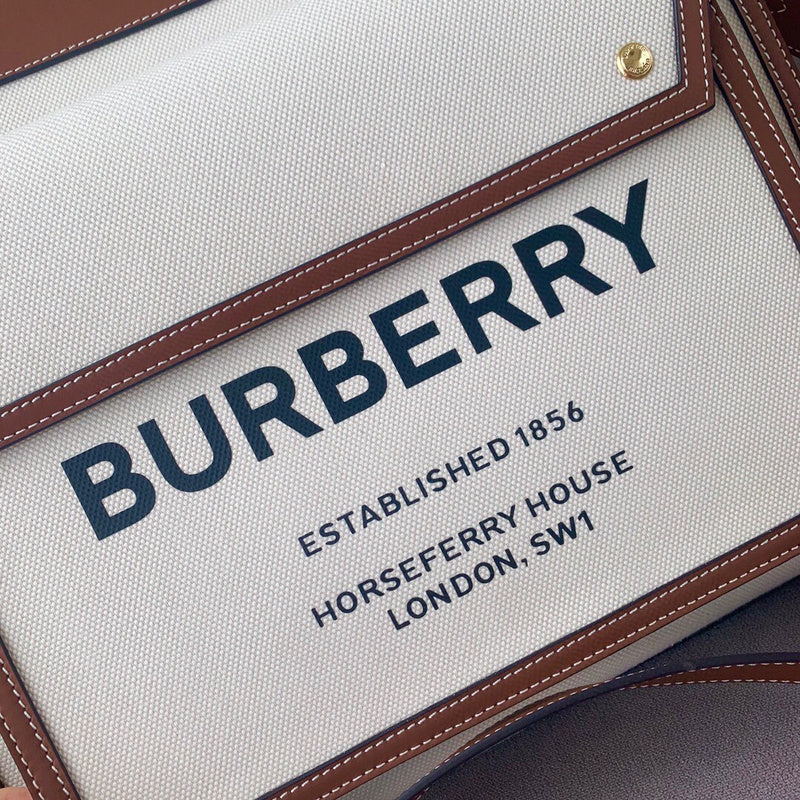 BURBERRY
ESTABLISHED 1856
HORSEFERRY HOUSE
LONDON, SW1